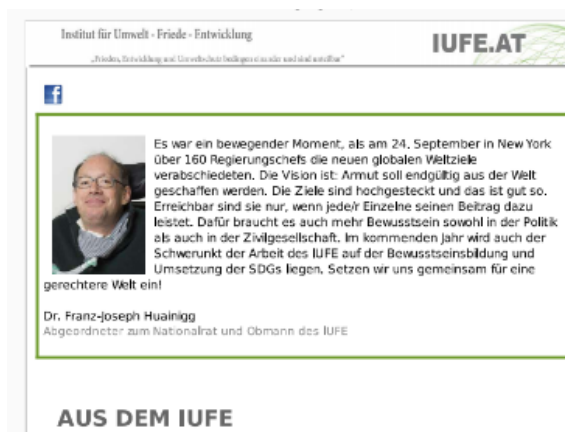 Institut für Umwelt - Friede - Entwicklung
IUFE.AT
„Frieden, Entwicklung und Umweltschutz bedingen einander und sind unteilbar“
f
Es war ein bewegender Moment, als am 24. September in New York
über 160 Regierungschefs die neuen globalen Weltziele
verabschiedeten. Die Vision ist: Armut soll endgültig aus der Welt
geschaffen werden. Die Ziele sind hochgesteckt und das ist gut so.
Erreichbar sind sie nur, wenn jede/r Einzelne seinen Beitrag dazu
leistet. Dafür braucht es auch mehr Bewusstsein sowohl in der Politik
als auch in der Zivilgesellschaft. Im kommenden Jahr wird auch der
Schwerunkt der Arbeit des IUFE auf der Bewusstseinsbildung und
Umsetzung der SDGs liegen. Setzen wir uns gemeinsam für eine
gerechtere Welt ein!
Dr. Franz-Joseph Huainigg
Abgeordneter zum Nationalrat und Obmann des IUFE
AUS DEM IUFE